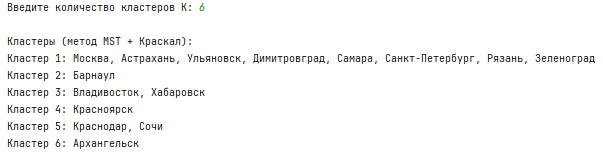 Введите количество кластеров K: 6
Кластеры (метод MST + Краскал):
Кластер 1: Москва, Астрахань, Ульяновск, Димитровград, Самара, Санкт-Петербург, Рязань, Зеленоград
Кластер 2: Барнаул
Кластер 3: Владивосток, Хабаровск
Кластер 4: Красноярск
Кластер 5: Краснодар, Сочи
Кластер 6: Архангельск